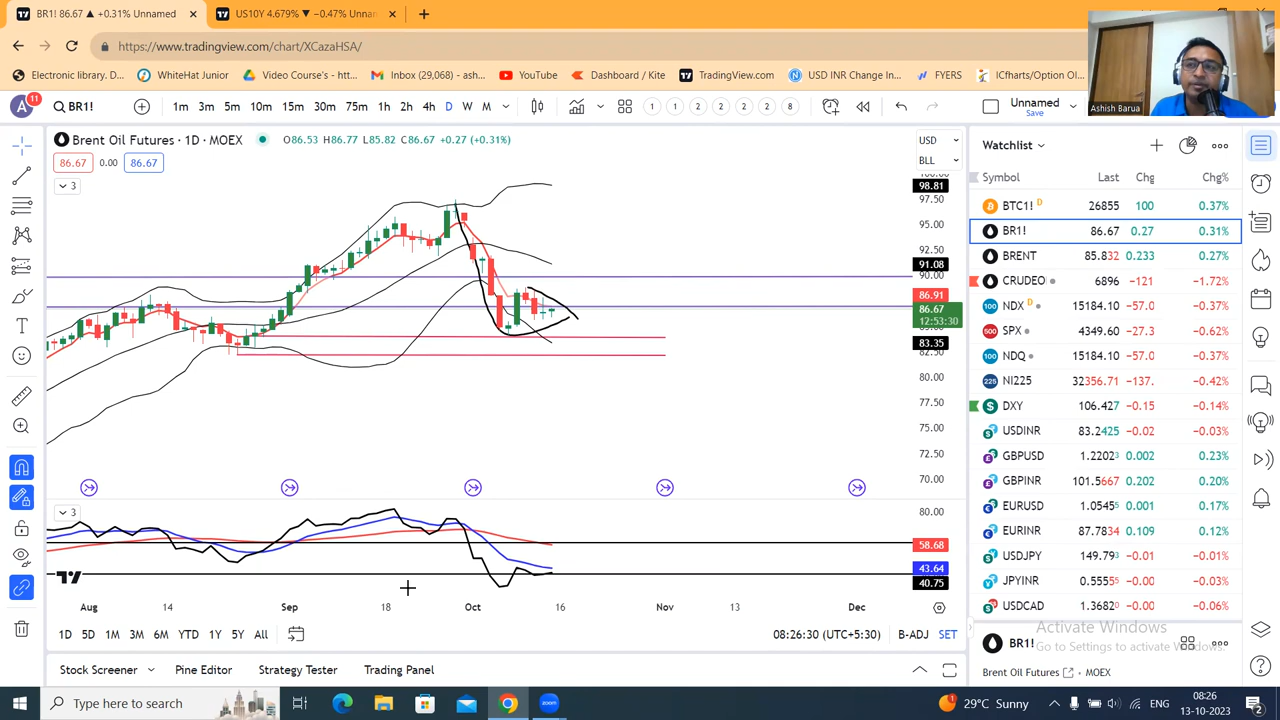 BR1! 86.67 ▲ +0.31% Unnamed
US10Y 4.679% ▼ −0.47% Unnan
https://www.tradingview.com/chart/XCazaHSA/
Electronic library. D...
WhiteHat Junior
Video Course's - htt...
Inbox (29,068) - ash...
YouTube
Dashboard / Kite
TradingView.com
USD INR Change In...
FYERS
ICfharts/Option Ol...
Ashish Barua
A
11
BR1!
1m 3m 5m 10m 15m 30m 75m 1h 2h 4h D W M
1 1 2 2 2 2 8
Unnamed
Save
Brent Oil Futures · 1D · MOEX
O86.53 H86.77 L85.82 C86.67 +0.27 (+0.31%)
86.67 0.00 86.67
3
USD
BLL
98.81
97.50
95.00
92.50
91.08
90.00
86.91
86.67
12:53:30
83.35
82.50
80.00
77.50
75.00
72.50
70.00
3
80.00
58.68
43.64
40.75
Aug 14 Sep 18 Oct 16 Nov 13 Dec
1D 5D 1M 3M 6M YTD 1Y 5Y All
08:26:30 (UTC+5:30) B-ADJ SET
Stock Screener Pine Editor Strategy Tester Trading Panel
Watchlist
Symbol Last Chg Chg%
BTC1! D 26855 100 0.37%
BR1! 86.67 0.27 0.31%
BRENT 85.832 0.233 0.27%
CRUDEO 6896 −121 −1.72%
NDX D 15184.10 −57.0 −0.37%
SPX 4349.60 −27.3 −0.62%
NDQ 15184.10 −57.0 −0.37%
NI225 32356.71 −137. −0.42%
DXY 106.427 −0.15 −0.14%
USDINR 83.2425 −0.02 −0.03%
GBPUSD 1.22023 0.002 0.23%
GBPINR 101.5667 0.20 0.20%
EURUSD 1.05455 0.001 0.17%
EURINR 87.7834 0.109 0.12%
USDJPY 149.793 −0.01 −0.01%
JPYINR 0.5555 −0.00 −0.03%
USDCAD 1.36820 −0.00 −0.06%
Activate Windows
Go to Settings to activate Windows.
BR1!
Brent Oil Futures · MOEX
Type here to search
zoom
1
29°C Sunny
ENG
08:26
13-10-2023
2